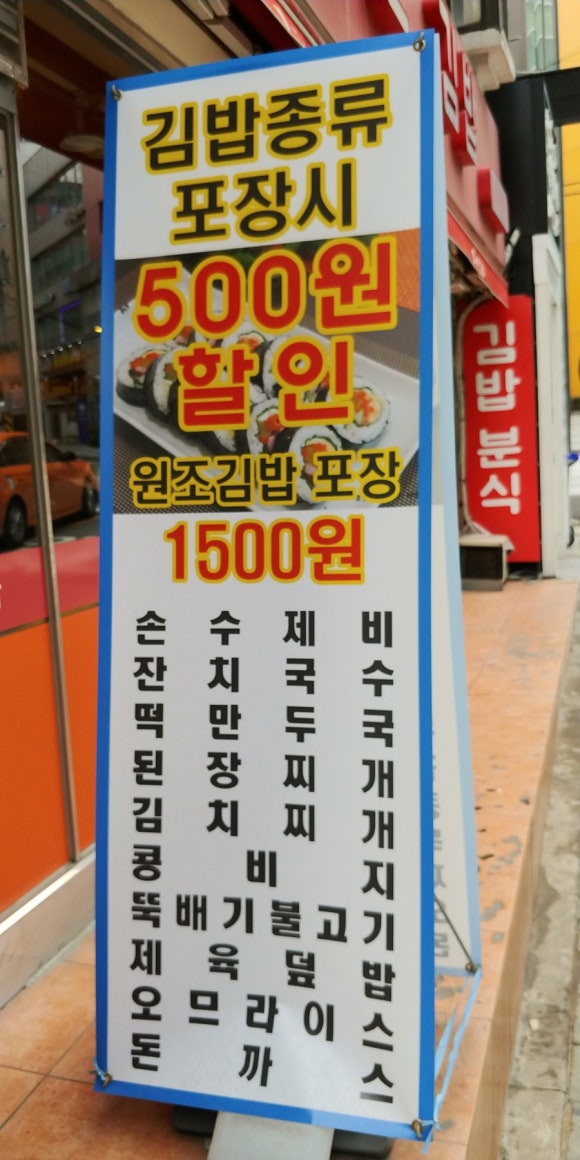 김밥종류
포장시
500원
할인
원조김밥 포장
1500원
손수제비
잔치국수
떡만두국
된장찌개
김치찌개
콩비지
뚝배기불고기
제육덮밥
오므라이스
돈까스
김밥 분식
김밥